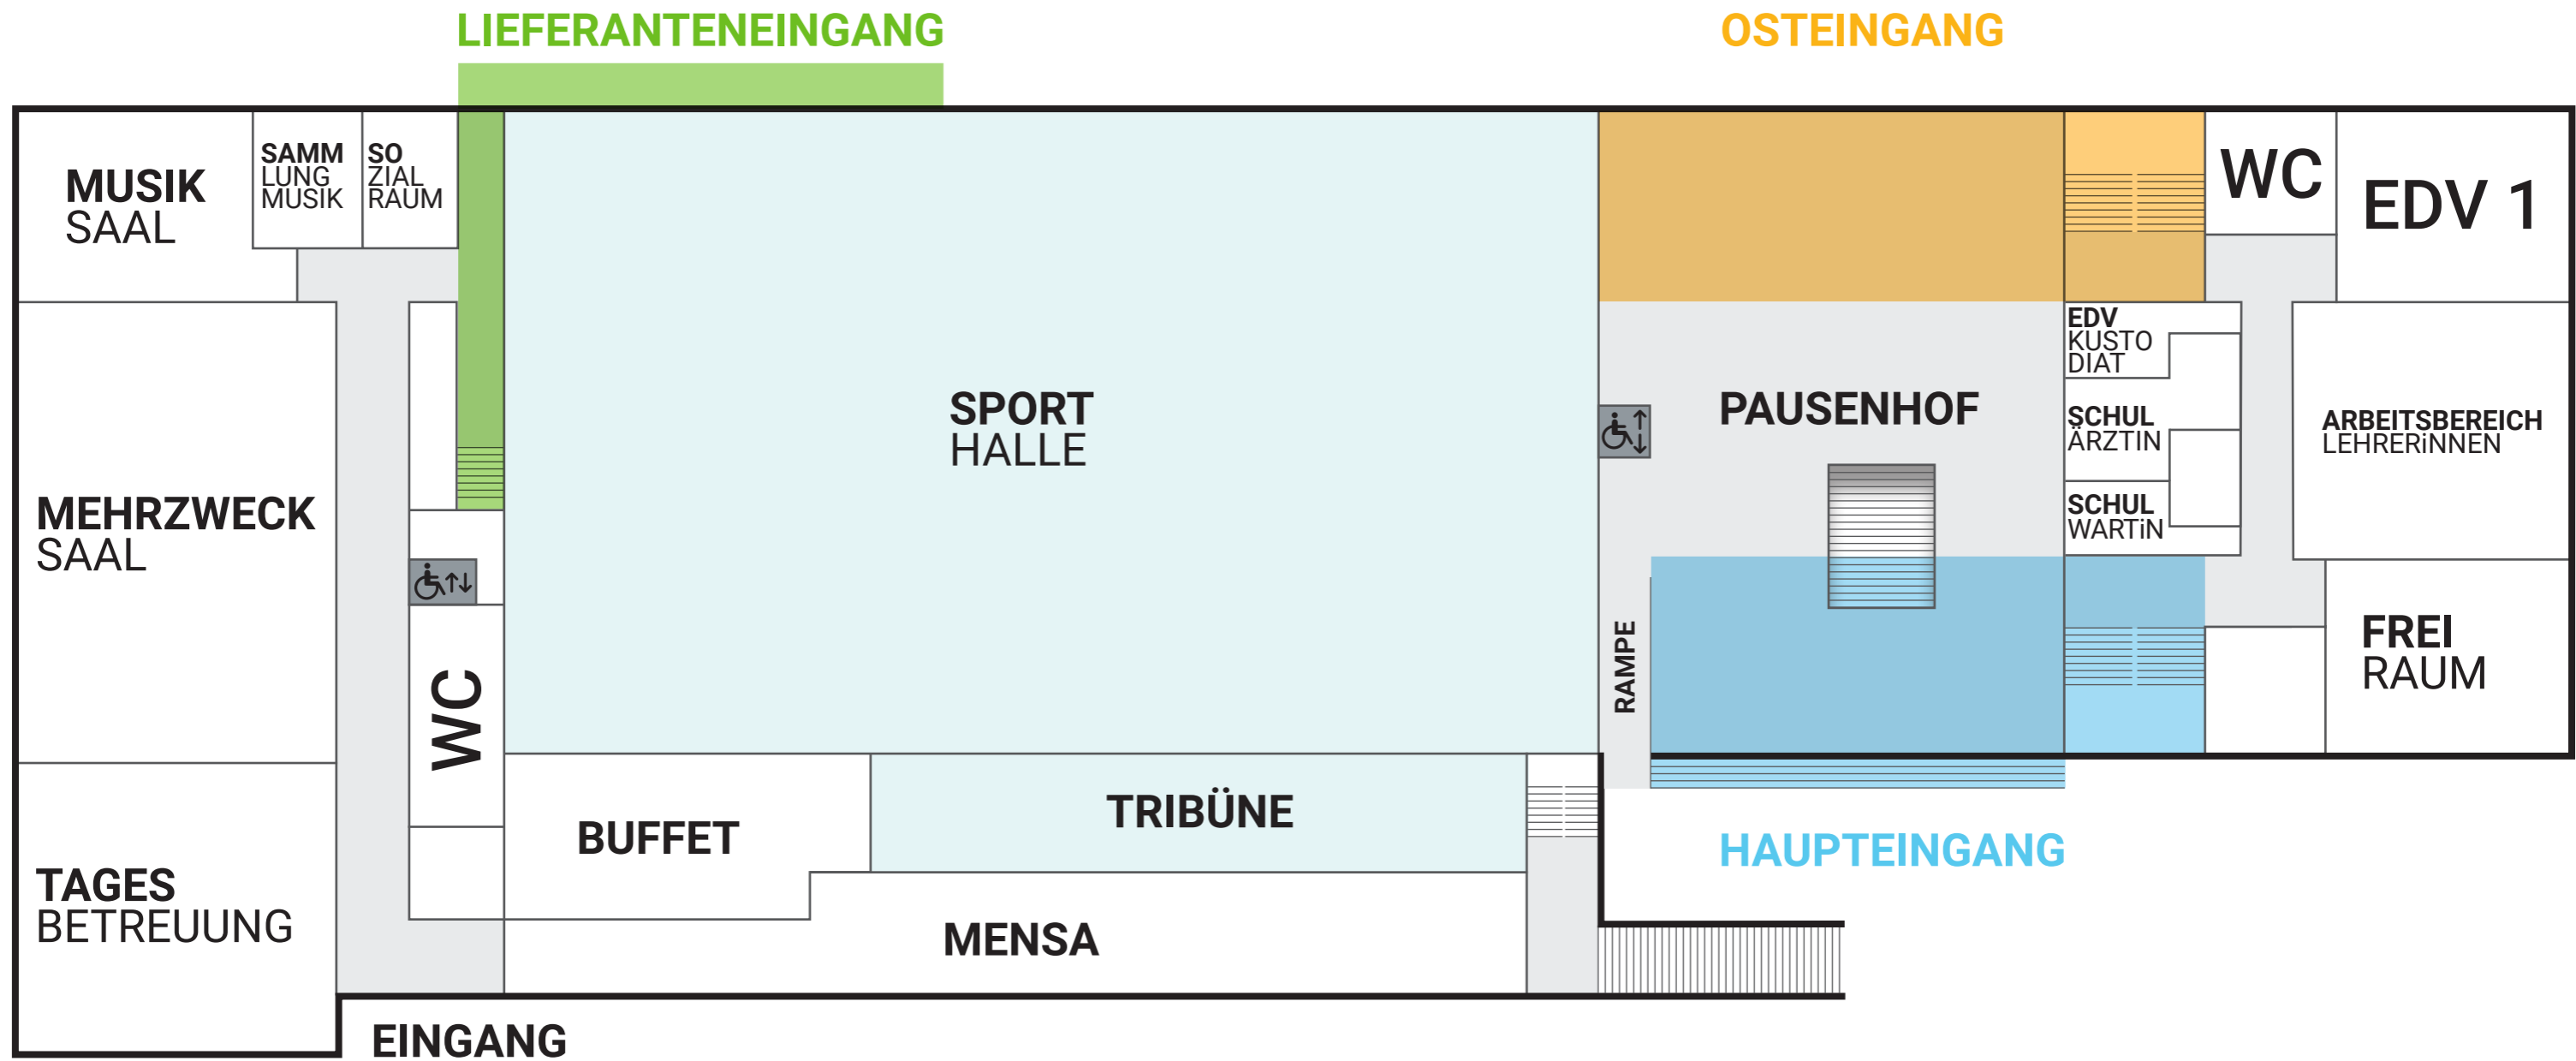 LIEFERANTENEINGANG
OSTEINGANG
MUSIK
SAAL
SAMM
LUNG
MUSIK
SO
ZIAL
RAUM
WC
EDV 1
SPORT
HALLE
PAUSENHOF
EDV
KUSTO
DIAT
SCHUL
ÄRZTIN
SCHUL
WARTiN
ARBEITSBEREICH
LEHRERiNNEN
MEHRZWECK
SAAL
WC
RAMPE
FREI
RAUM
BUFFET
TRIBÜNE
HAUPTEINGANG
TAGES
BETREUUNG
MENSA
EINGANG